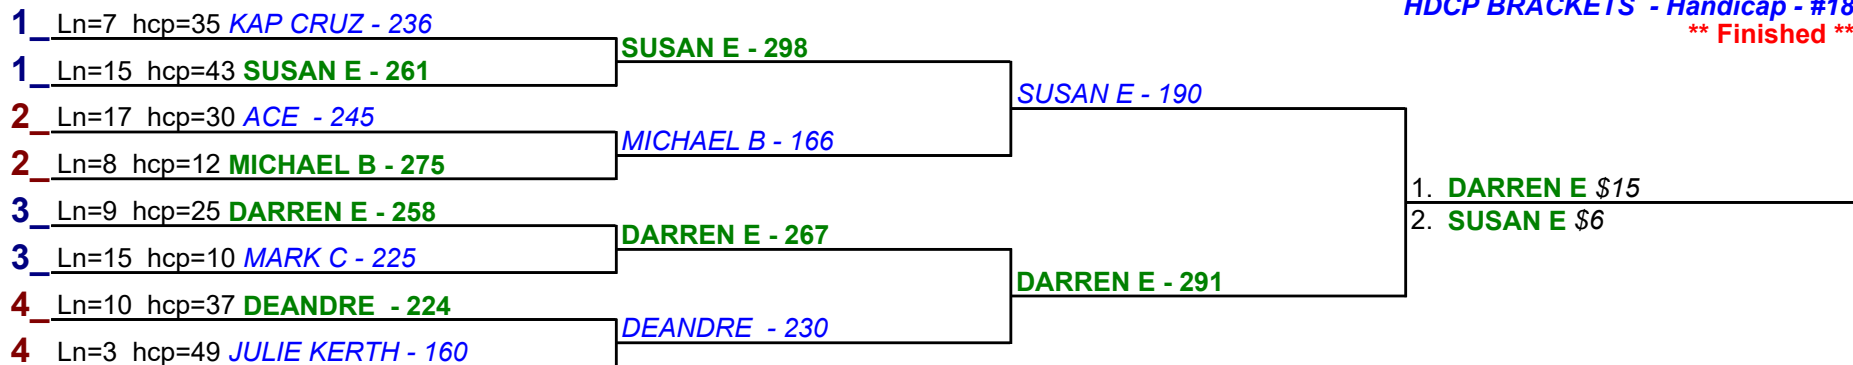 HDCP BRACKETS - Handicap - #18
** Finished **
1_ Ln=7 hcp=35 KAP CRUZ - 236
1_ Ln=15 hcp=43 SUSAN E - 261
2_ Ln=17 hcp=30 ACE - 245
2_ Ln=8 hcp=12 MICHAEL B - 275
3_ Ln=9 hcp=25 DARREN E - 258
3_ Ln=15 hcp=10 MARK C - 225
4_ Ln=10 hcp=37 DEANDRE - 224
4 Ln=3 hcp=49 JULIE KERTH - 160
SUSAN E - 298
MICHAEL B - 166
DARREN E - 267
DEANDRE - 230
SUSAN E - 190
DARREN E - 291
1. DARREN E $15
2. SUSAN E $6